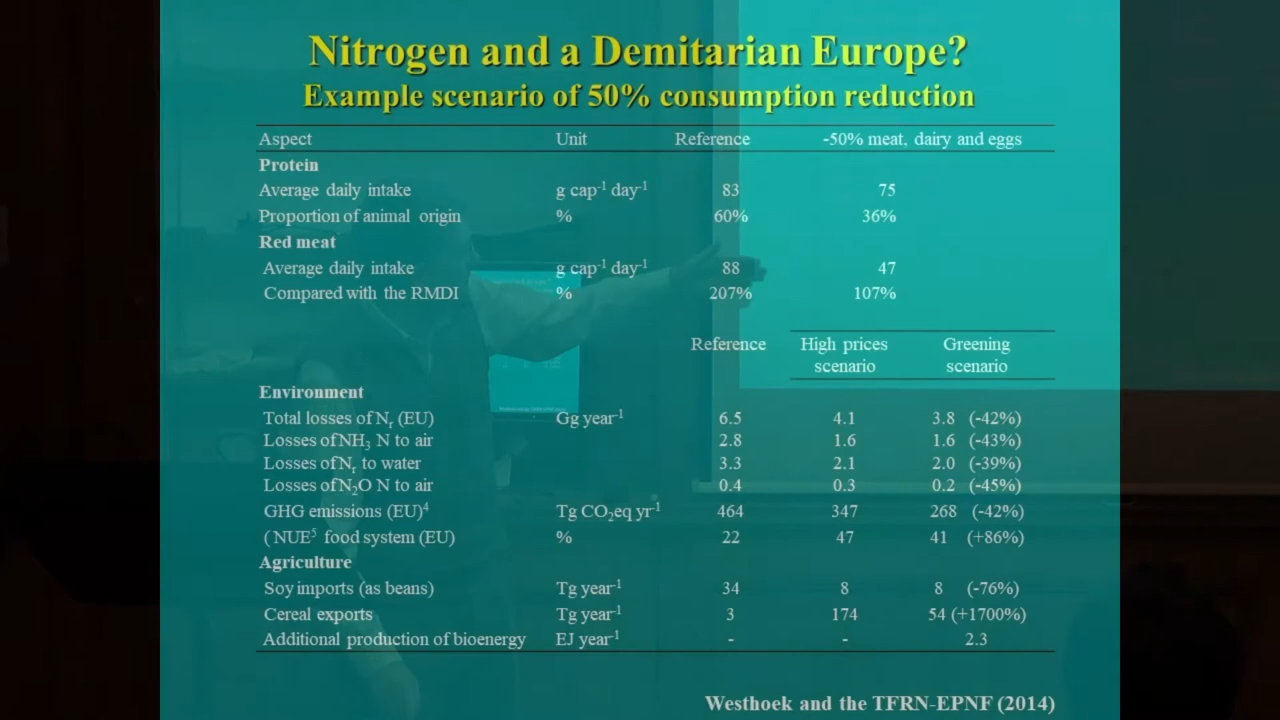 Nitrogen and a Demitarian Europe?
Example scenario of 50% consumption reduction
Aspect Unit Reference -50% meat, dairy and eggs
Protein
Average daily intake g cap-1 day-1 83 75
Proportion of animal origin % 60% 36%
Red meat
Average daily intake g cap-1 day-1 88 47
Compared with the RMDI % 207% 107%
Reference High prices scenario Greening scenario
Environment
Total losses of Nr (EU) Gg year-1 6.5 4.1 3.8 (-42%)
Losses of NH3 N to air 2.8 1.6 1.6 (-43%)
Losses of Nr to water 3.3 2.1 2.0 (-39%)
Losses of N2O N to air 0.4 0.3 0.2 (-45%)
GHG emissions (EU)4 Tg CO2eq yr-1 464 347 268 (-42%)
( NUE5 food system (EU) % 22 47 41 (+86%)
Agriculture
Soy imports (as beans) Tg year-1 34 8 8 (-76%)
Cereal exports Tg year-1 3 174 54 (+1700%)
Additional production of bioenergy EJ year-1 - - 2.3
Westhoek and the TFRN-EPNF (2014)